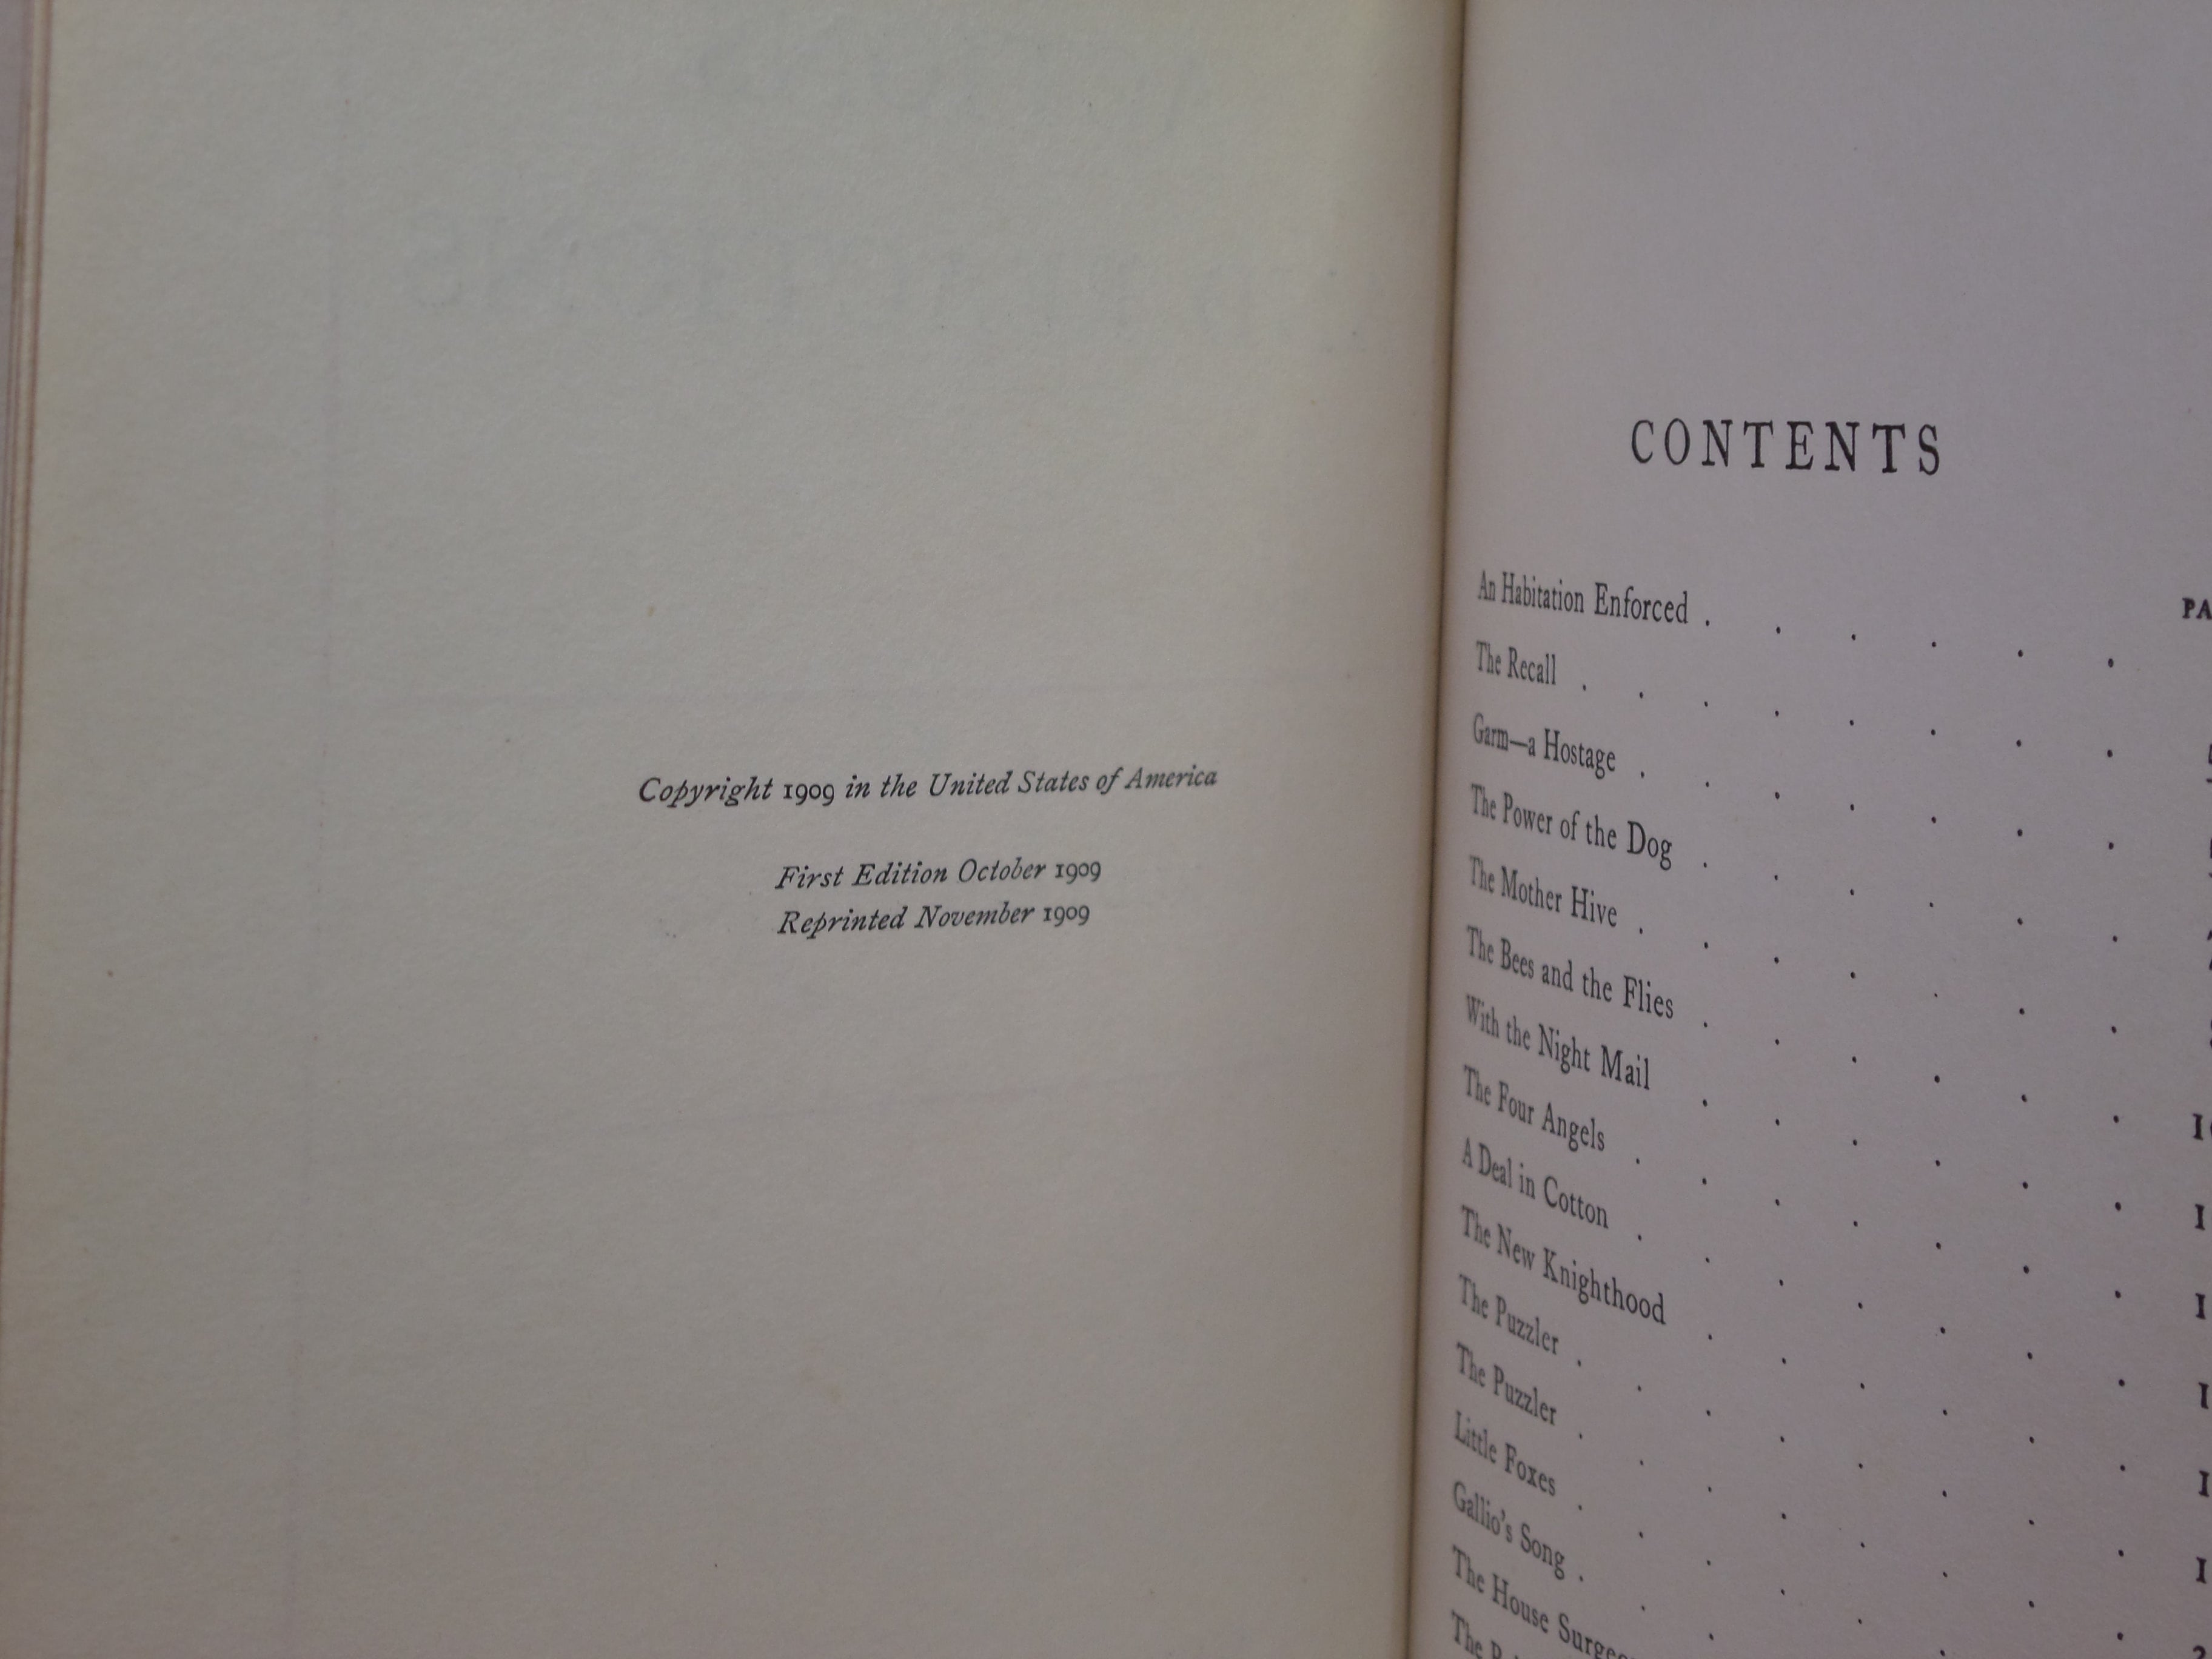 Copyright 1909 in the United States of America
First Edition October 1909
Reprinted November 1909
CONTENTS
An Habitation Enforced . . . . . .
The Recall . . . . . . . .
Garm—a Hostage . . . . . . .
The Power of the Dog . . . . . .
The Mother Hive . . . . . . .
The Bees and the Flies . . . . . .
With the Night Mail . . . . . .
The Four Angels . . . . . . .
A Deal in Cotton . . . . . . .
The New Knighthood . . . . . .
The Puzzler . . . . . . . .
The Puzzler . . . . . . . .
Little Foxes . . . . . . . .
Gallio's Song . . . . . . . .
The House
The